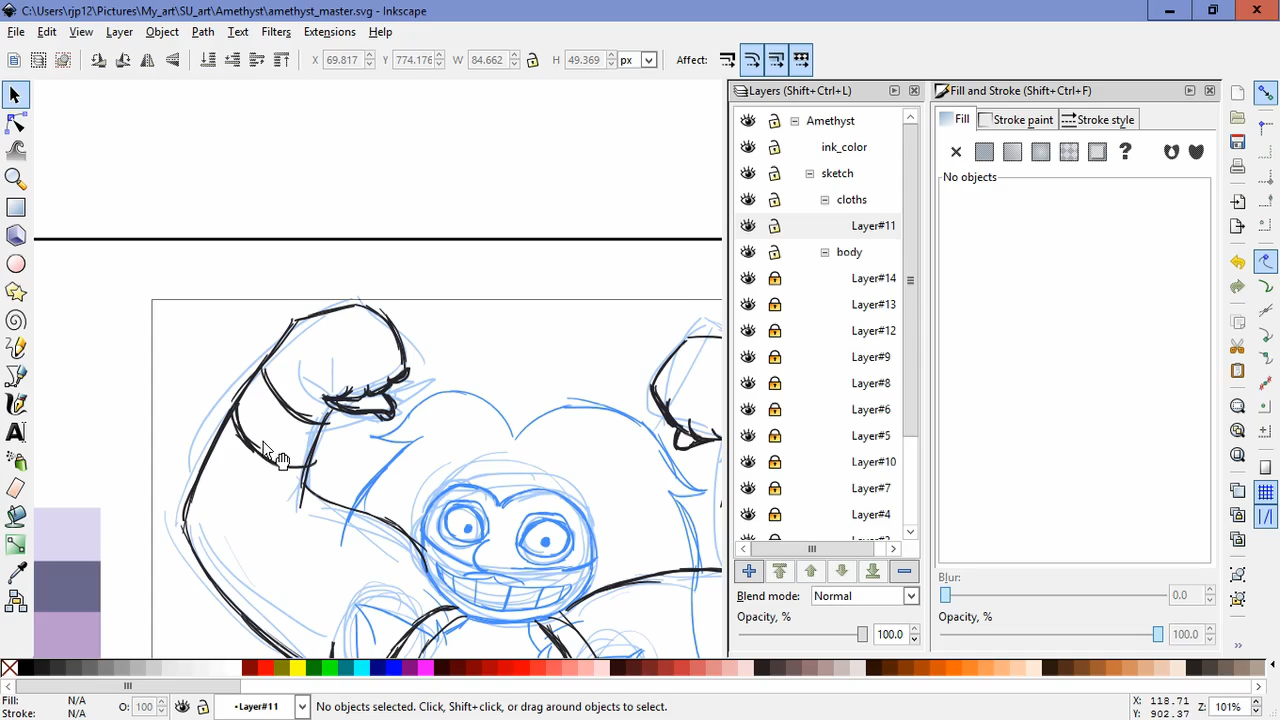 C:\Users\rjp12\Pictures\My_art\SU_art\Amethyst\amethyst_master.svg - Inkscape
File Edit View Layer Object Path Text Filters Extensions Help
X 69.817 Y 774.176 W 84.662 H 49.369 px Affect:
Layers (Shift+Ctrl+L)
Amethyst
ink_color
sketch
cloths
Layer#11
body
Layer#14
Layer#13
Layer#12
Layer#9
Layer#8
Layer#6
Layer#5
Layer#10
Layer#7
Layer#4
Blend mode: Normal
Opacity, %
100.0
Fill and Stroke (Shift+Ctrl+F)
Fill Stroke paint Stroke style
No objects
Blur:
0.0
Opacity, %
100.0
Fill: N/A
Stroke: N/A
O: 100
•Layer#11
No objects selected. Click, Shift+click, or drag around objects to select.
X: 118.71
Y: 902.37
Z: 101%